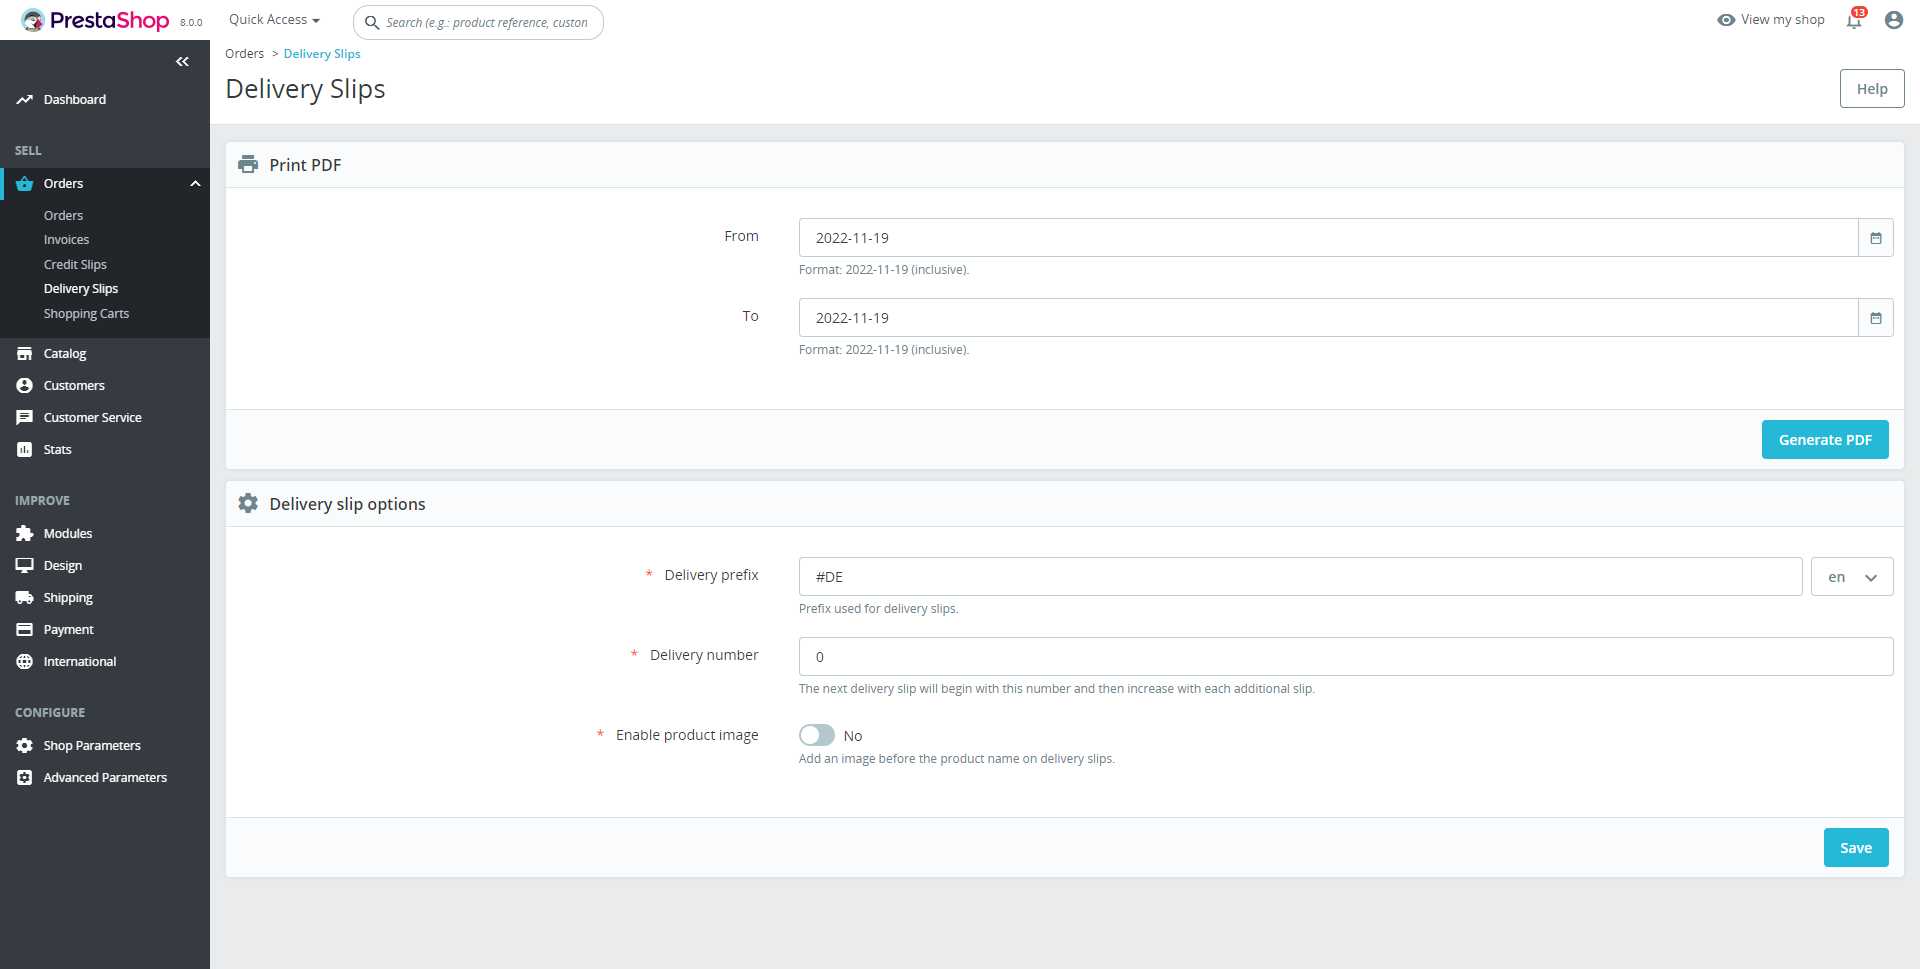 PrestaShop 8.0.0
Quick Access
Search (e.g.: product reference, custon
View my shop
13
Orders > Delivery Slips
Delivery Slips
Help
Dashboard
SELL
Orders
Orders
Invoices
Credit Slips
Delivery Slips
Shopping Carts
Catalog
Customers
Customer Service
Stats
IMPROVE
Modules
Design
Shipping
Payment
International
CONFIGURE
Shop Parameters
Advanced Parameters
Print PDF
From
2022-11-19
Format: 2022-11-19 (inclusive).
To
2022-11-19
Format: 2022-11-19 (inclusive).
Generate PDF
Delivery slip options
* Delivery prefix
#DE
en
Prefix used for delivery slips.
* Delivery number
0
The next delivery slip will begin with this number and then increase with each additional slip.
* Enable product image
No
Add an image before the product name on delivery slips.
Save